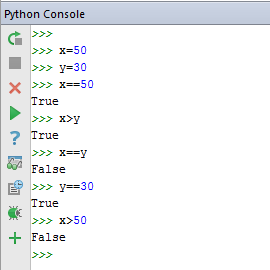 Python Console
>>>
>>> x=50
>>> y=30
>>> x==50
True
>>> x>y
True
>>> x==y
False
>>> y==30
True
>>> x>50
False
>>>